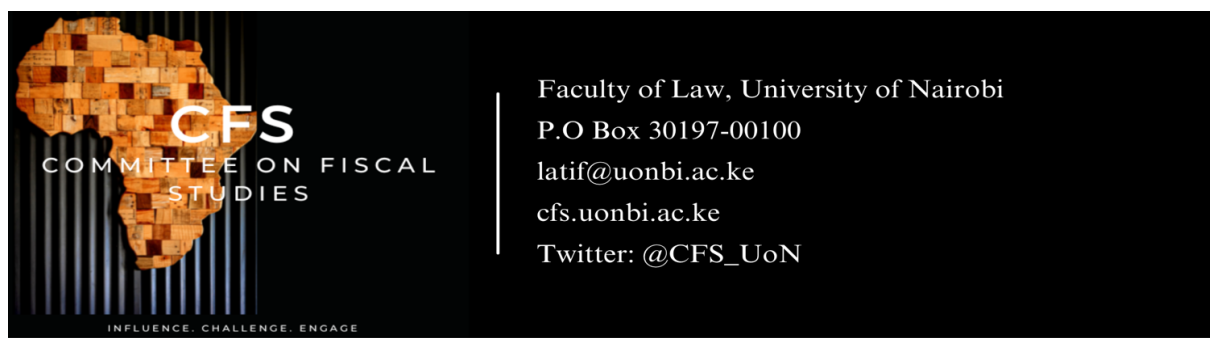 CFS
COMMITTEE ON FISCAL
STUDIES
INFLUENCE. CHALLENGE. ENGAGE
Faculty of Law, University of Nairobi
P.O Box 30197-00100
latif@uonbi.ac.ke
cfs.uonbi.ac.ke
Twitter: @CFS_UoN